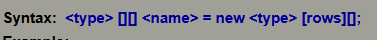 Syntax: <type> [][] <name> = new <type> [rows][];